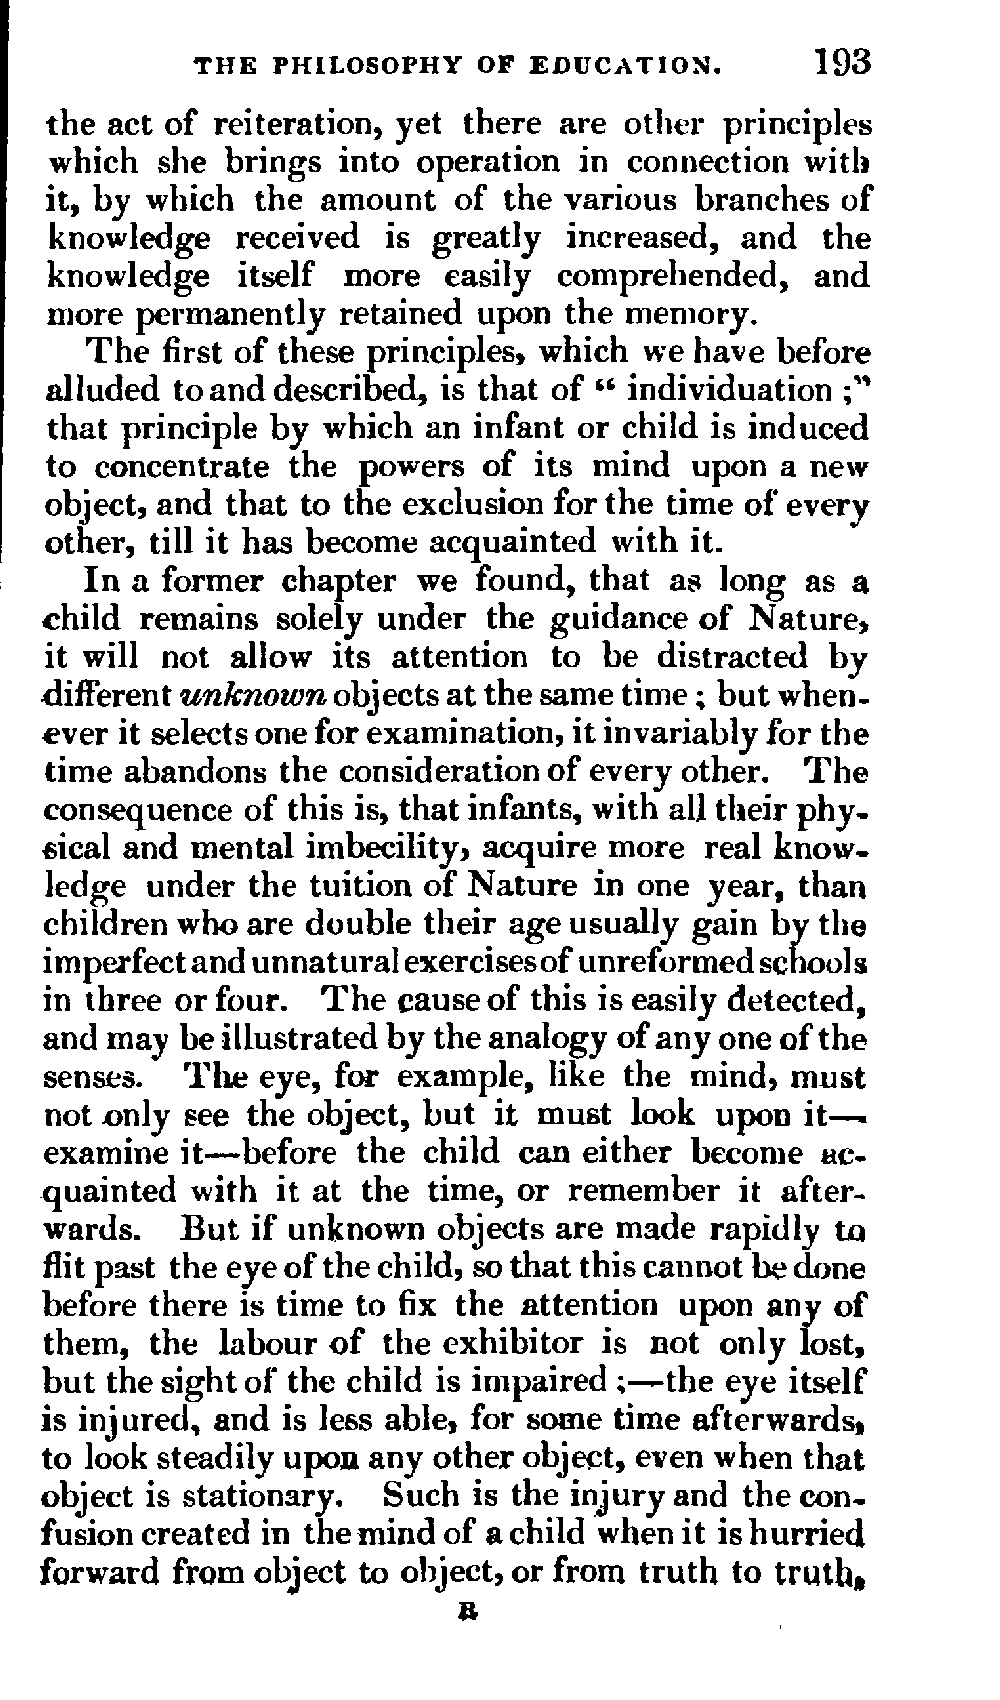 THE PHILOSOPHY OF EDUCATION. 193
the act of reiteration, yet there are other principles
which she brings into operation in connection with
it, by which the amount of the various branches of
knowledge received is greatly increased, and the
knowledge itself more easily comprehended, and
more permanently retained upon the memory.
The first of these principles, which we have before
alluded to and described, is that of “ individuation ;”
that principle by which an infant or child is induced
to concentrate the powers of its mind upon a new
object, and that to the exclusion for the time of every
other, till it has become acquainted with it.
In a former chapter we found, that as long as a
child remains solely under the guidance of Nature,
it will not allow its attention to be distracted by
different unknown objects at the same time ; but when-
ever it selects one for examination, it invariably for the
time abandons the consideration of every other. The
consequence of this is, that infants, with all their phy-
sical and mental imbecility, acquire more real know-
ledge under the tuition of Nature in one year, than
children who are double their age usually gain by the
imperfect and unnatural exercises of unreformed schools
in three or four. The cause of this is easily detected,
and may be illustrated by the analogy of any one of the
senses. The eye, for example, like the mind, must
not only see the object, but it must look upon it—
examine it—before the child can either become ac-
quainted with it at the time, or remember it after-
wards. But if unknown objects are made rapidly to
flit past the eye of the child, so that this cannot be done
before there is time to fix the attention upon any of
them, the labour of the exhibitor is not only lost,
but the sight of the child is impaired ;—the eye itself
is injured, and is less able, for some time afterwards,
to look steadily upon any other object, even when that
object is stationary. Such is the injury and the con-
fusion created in the mind of a child when it is hurried
forward from object to object, or from truth to truth,
R